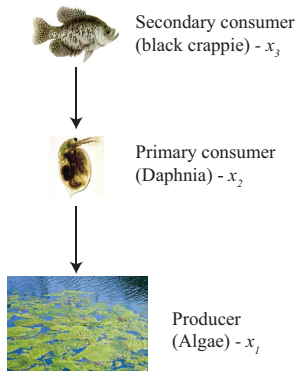 Secondary consumer
(black crappie) - x₃
Primary consumer
(Daphnia) - x₂
Producer
(Algae) - x₁